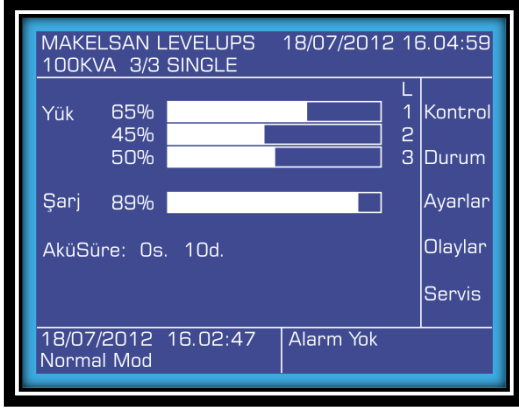 MAKELSAN LEVELUPS 18/07/2012 16.04:59
100KVA 3/3 SINGLE
L
Yük 65% 1 Kontrol
45% 2
50% 3 Durum
Şarj 89% Ayarlar
AküSüre: 0s. 10d. Olaylar
Servis
18/07/2012 16.02:47 Alarm Yok
Normal Mod